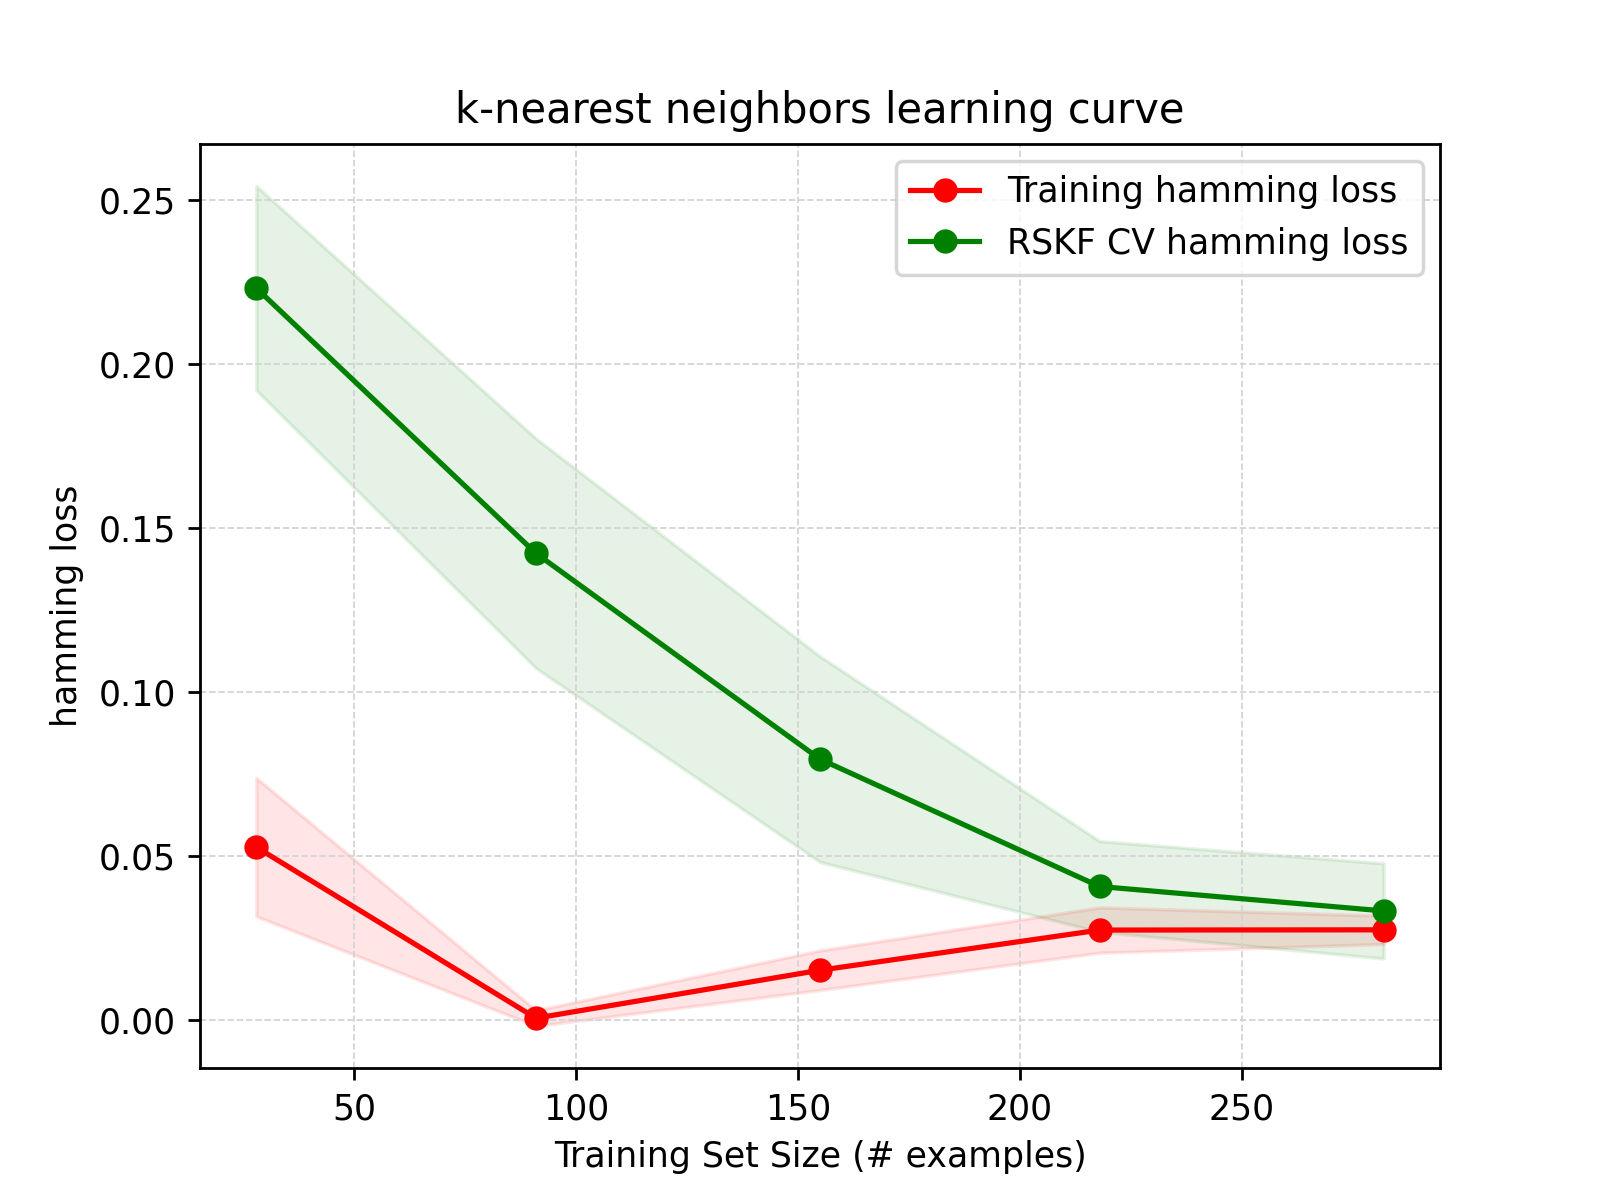 k-nearest neighbors learning curve
Training hamming loss
RSKF CV hamming loss
hamming loss
0.25
0.20
0.15
0.10
0.05
0.00
50 100 150 200 250
Training Set Size (# examples)